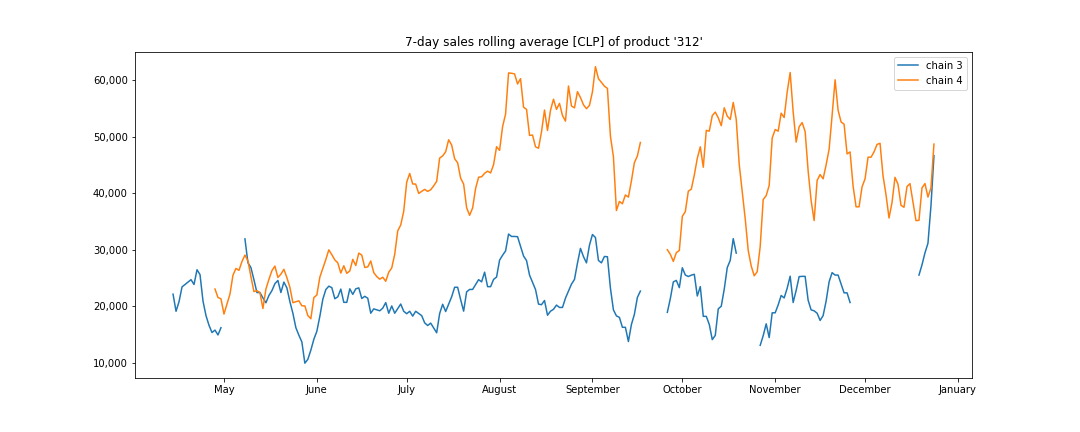 7-day sales rolling average [CLP] of product '312'
chain 3
chain 4
60,000
50,000
40,000
30,000
20,000
10,000
May June July August September October November December January